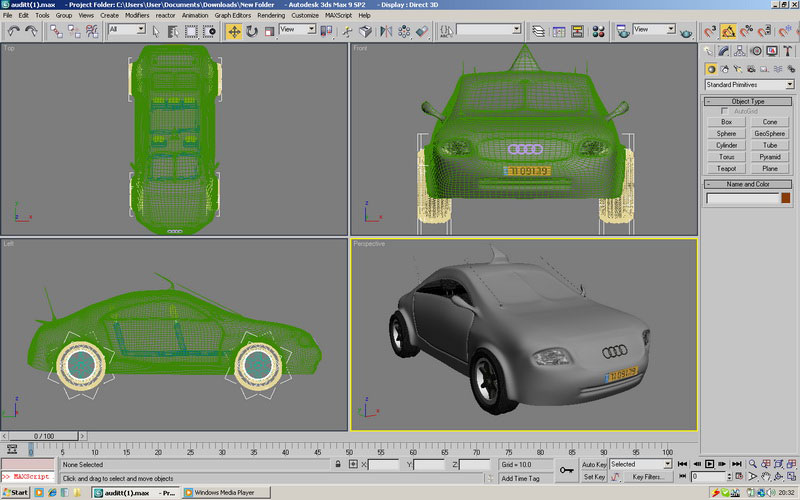 auditt(1).max - Project Folder: C:\Users\User\Documents\Downloads\New Folder - Autodesk 3ds Max 9 SP2 - Display : Direct 3D
File Edit Tools Group Views Create Modifiers reactor Animation Graph Editors Rendering Customize MAXScript Help
All View View
Top
Front
Left
Perspective
Standard Primitives
Object Type
AutoGrid
Box Cone
Sphere GeoSphere
Cylinder Tube
Torus Pyramid
Teapot Plane
Name and Color
0 / 100
0 5 10 15 20 25 30 35 40 45 50 55 60 65 70 75 80 85 90 95 100
None Selected X: Y: Z: Grid = 10.0 Auto Key Selected
>> MAXScript. Click and drag to select and move objects Add Time Tag Set Key Key Filters... 0
Start auditt(1).max - Pr... Windows Media Player 20:32